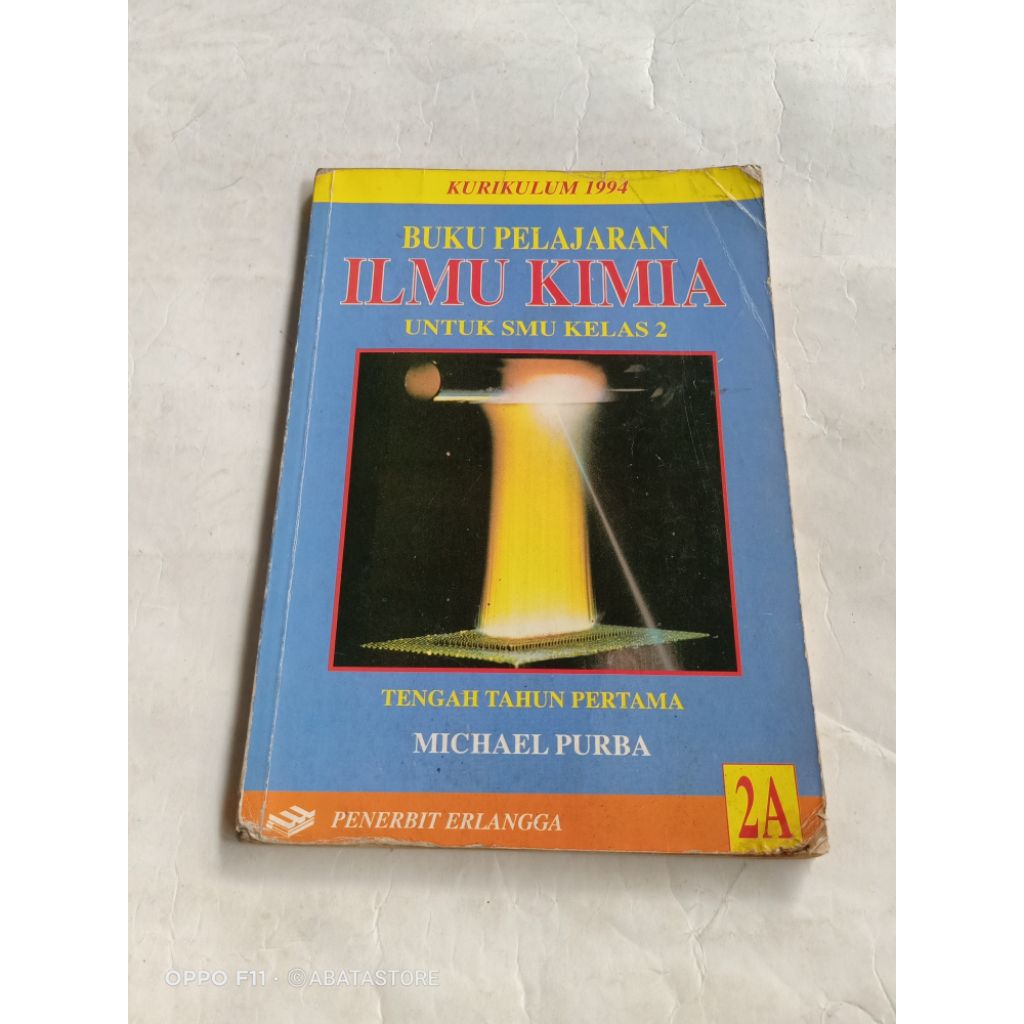 KURIKULUM 1994
BUKU PELAJARAN
ILMU KIMIA
UNTUK SMU KELAS 2
TENGAH TAHUN PERTAMA
MICHAEL PURBA
2A
PENERBIT ERLANGGA
OPPO F11 · ©ABATASTORE